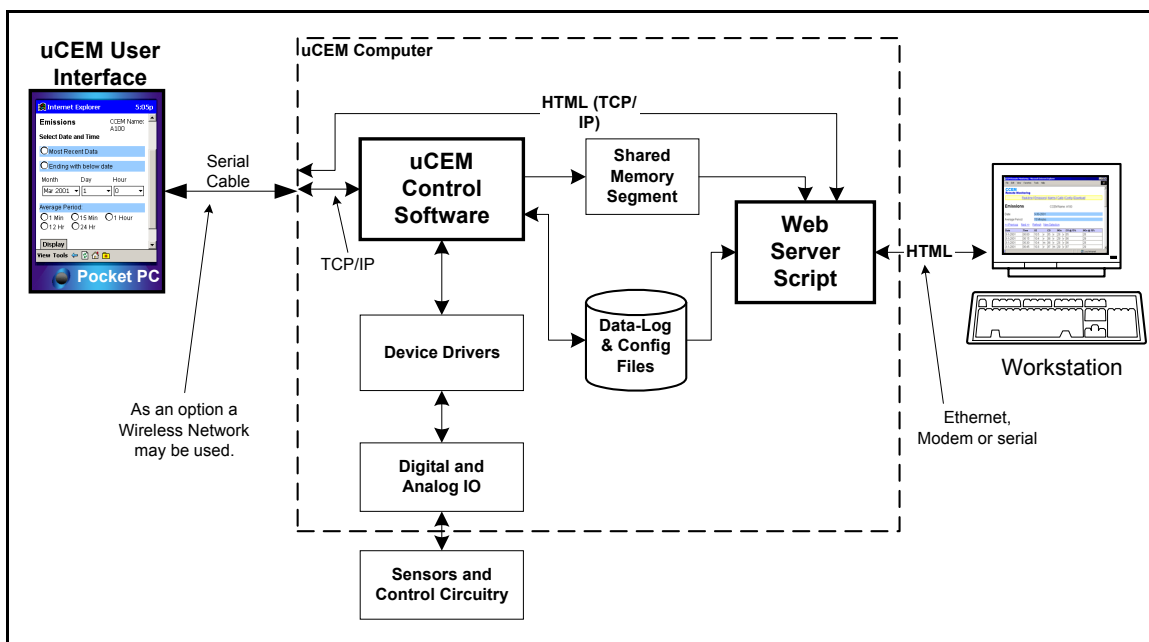 uCEM User
Interface
Internet Explorer 5:05p
Emissions
CCEM Name:
A100
Select Date and Time
Most Recent Data
Ending with below date
Month Day Hour
Mar 2001 1 0
Average Period:
1 Min 15 Min 1 Hour
12 Hr 24 Hr
Display
View Tools
Pocket PC
Serial
Cable
As an option a
Wireless Network
may be used.
uCEM Computer
HTML (TCP/
IP)
TCP/IP
uCEM
Control
Software
Shared
Memory
Segment
Web
Server
Script
Device Drivers
Data-Log
& Config
Files
Digital and
Analog IO
Sensors and
Control Circuitry
HTML
Emissions
Workstation
Ethernet,
Modem or serial